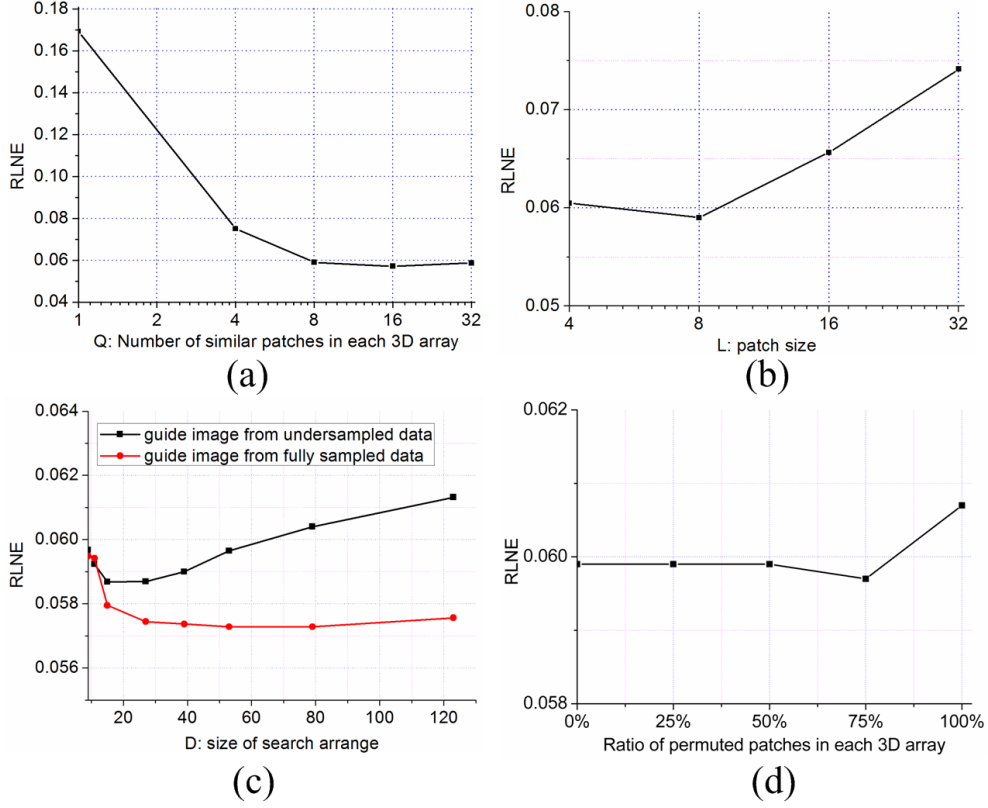 0.18
0.16
0.14
0.12
0.10
0.08
0.06
0.04
RLNE
1 2 4 8 16 32
Q: Number of similar patches in each 3D array
(a)
0.08
0.07
0.06
0.05
RLNE
4 8 16 32
L: patch size
(b)
0.064
0.062
0.060
0.058
0.056
RLNE
guide image from undersampled data
guide image from fully sampled data
20 40 60 80 100 120
D: size of search arrange
(c)
0.062
0.060
0.058
RLNE
0% 25% 50% 75% 100%
Ratio of permuted patches in each 3D array
(d)